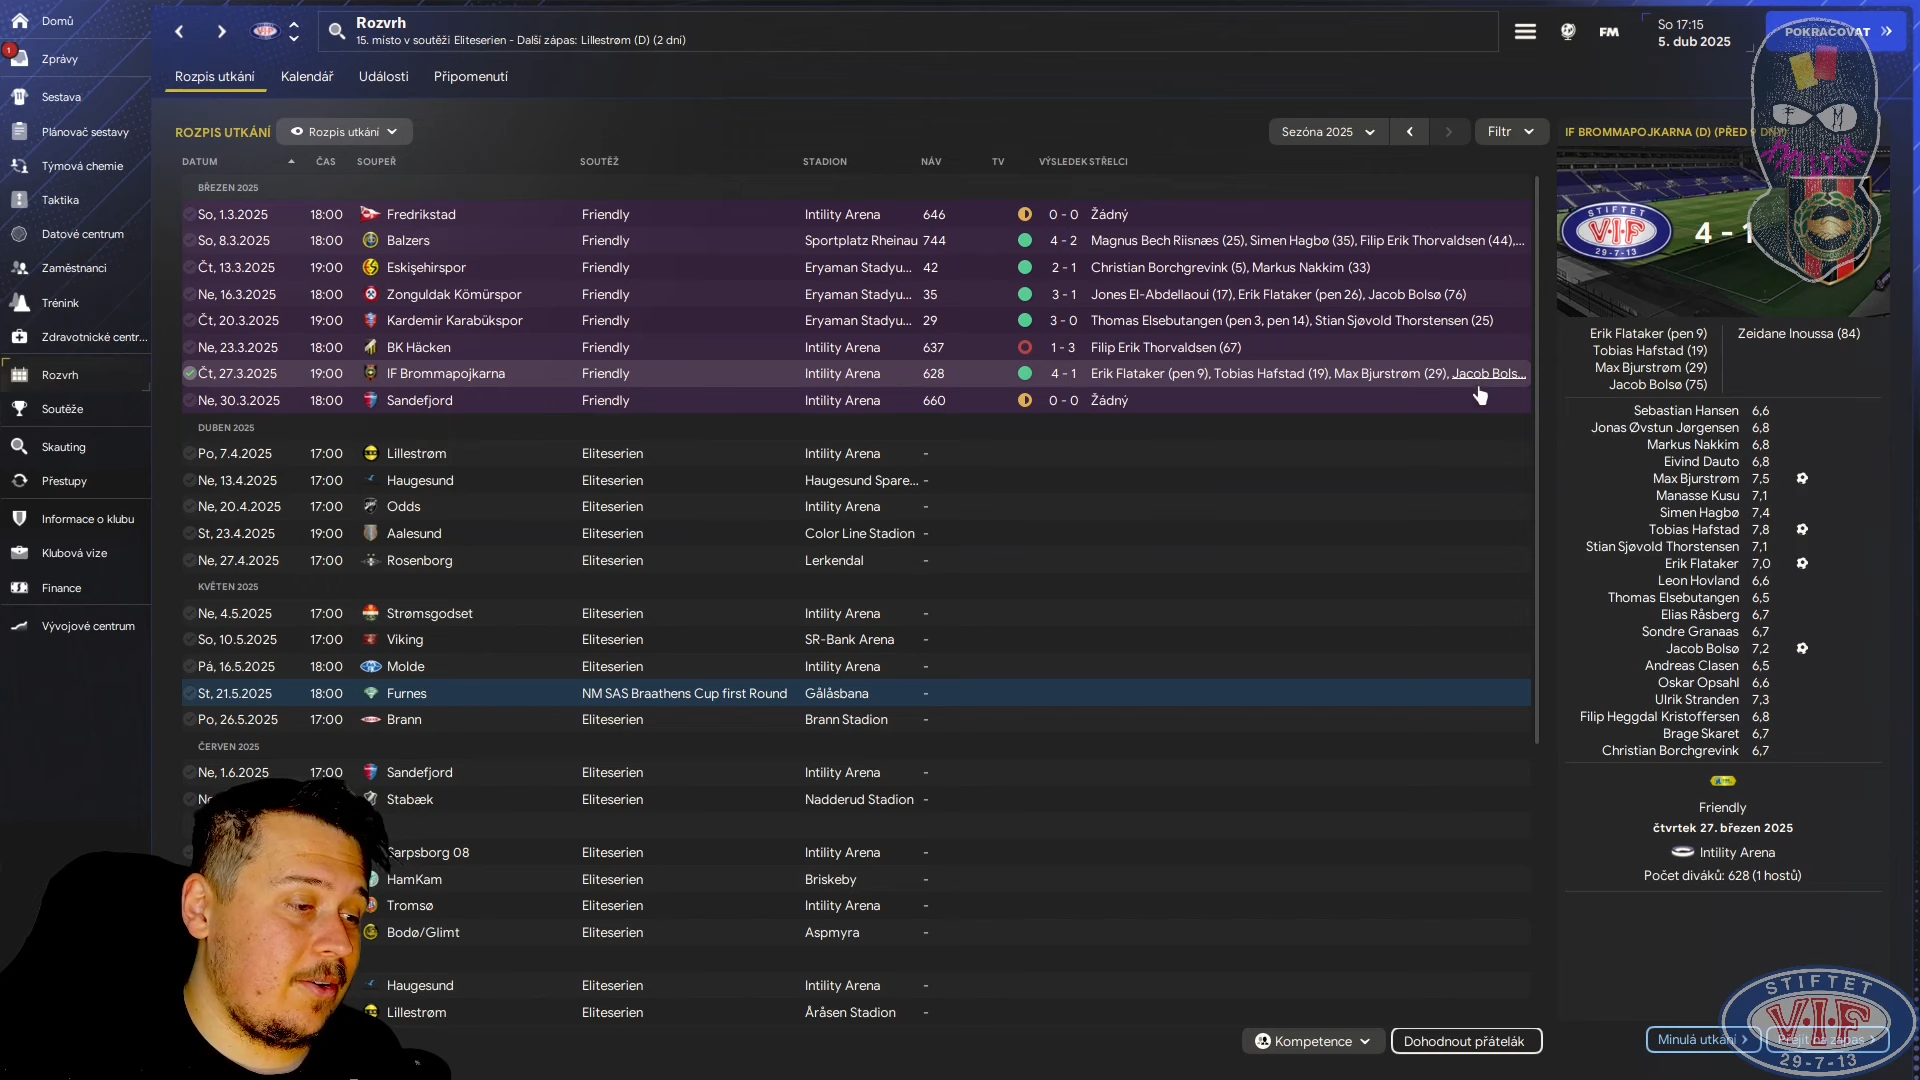 Domů
1
Zprávy
Sestava
Plánovač sestavy
Týmová chemie
Taktika
Datové centrum
Zaměstnanci
Trénink
Zdravotnické centr...
Rozvrh
Soutěže
Skauting
Přestupy
Informace o klubu
Klubová vize
Finance
Vývojové centrum
Rozvrh
15. místo v soutěži Eliteserien - Další zápas: Lillestrøm (D) (2 dní)
FM
So 17:15
5. dub 2025
POKRAČOVAT
Rozpis utkání Kalendář Události Připomenutí
ROZPIS UTKÁNÍ Rozpis utkání Sezóna 2025 Filtr
DATUM ČAS SOUPEŘ SOUTĚŽ STADION NÁV TV VÝSLEDEK STŘELCI
BŘEZEN 2025
So, 1.3.2025 18:00 Fredrikstad Friendly Intility Arena 646 0 - 0 Žádný
So, 8.3.2025 18:00 Balzers Friendly Sportplatz Rheinau 744 4 - 2 Magnus Bech Riisnæs (25), Simen Hagbø (35), Filip Erik Thorvaldsen (44),...
Čt, 13.3.2025 19:00 Eskişehirspor Friendly Eryaman Stadyu... 42 2 - 1 Christian Borchgrevink (5), Markus Nakkim (33)
Ne, 16.3.2025 18:00 Zonguldak Kömürspor Friendly Eryaman Stadyu... 35 3 - 1 Jones El-Abdellaoui (17), Erik Flataker (pen 26), Jacob Bolsø (76)
Čt, 20.3.2025 19:00 Kardemir Karabükspor Friendly Eryaman Stadyu... 29 3 - 0 Thomas Elsebutangen (pen 3, pen 14), Stian Sjøvold Thorstensen (25)
Ne, 23.3.2025 18:00 BK Häcken Friendly Intility Arena 637 1 - 3 Filip Erik Thorvaldsen (67)
Čt, 27.3.2025 19:00 IF Brommapojkarna Friendly Intility Arena 628 4 - 1 Erik Flataker (pen 9), Tobias Hafstad (19), Max Bjurstrøm (29), Jacob Bols...
Ne, 30.3.2025 18:00 Sandefjord Friendly Intility Arena 660 0 - 0 Žádný
DUBEN 2025
Po, 7.4.2025 17:00 Lillestrøm Eliteserien Intility Arena -
Ne, 13.4.2025 17:00 Haugesund Eliteserien Haugesund Spare... -
Ne, 20.4.2025 17:00 Odds Eliteserien Intility Arena -
St, 23.4.2025 19:00 Aalesund Eliteserien Color Line Stadion -
Ne, 27.4.2025 17:00 Rosenborg Eliteserien Lerkendal -
KVĚTEN 2025
Ne, 4.5.2025 17:00 Strømsgodset Eliteserien Intility Arena -
So, 10.5.2025 17:00 Viking Eliteserien SR-Bank Arena -
Pá, 16.5.2025 18:00 Molde Eliteserien Intility Arena -
St, 21.5.2025 18:00 Furnes NM SAS Braathens Cup first Round Gålåsbana -
Po, 26.5.2025 17:00 Brann Eliteserien Brann Stadion -
ČERVEN 2025
Ne, 1.6.2025 17:00 Sandefjord Eliteserien Intility Arena -
Stabæk Eliteserien Nadderud Stadion -
Sarpsborg 08 Eliteserien Intility Arena -
HamKam Eliteserien Briskeby -
Tromsø Eliteserien Intility Arena -
Bodø/Glimt Eliteserien Aspmyra -
Haugesund Eliteserien Intility Arena -
Lillestrøm Eliteserien Åråsen Stadion -
Kompetence Dohodnout přátelák
IF BROMMAPOJKARNA (D) (PŘED 9 DNY)
STIFTET
VIF
29-7-13
4 - 1
Erik Flataker (pen 9) Zeidane Inoussa (84)
Tobias Hafstad (19)
Max Bjurstrøm (29)
Jacob Bolsø (75)
Sebastian Hansen 6,6
Jonas Øvstun Jørgensen 6,8
Markus Nakkim 6,8
Eivind Dauto 6,8
Max Bjurstrøm 7,5
Manasse Kusu 7,1
Simen Hagbø 7,4
Tobias Hafstad 7,8
Stian Sjøvold Thorstensen 7,1
Erik Flataker 7,0
Leon Hovland 6,6
Thomas Elsebutangen 6,5
Elias Råsberg 6,7
Sondre Granaas 6,7
Jacob Bolsø 7,2
Andreas Clasen 6,5
Oskar Opsahl 6,6
Ulrik Stranden 7,3
Filip Heggdal Kristoffersen 6,8
Brage Skaret 6,7
Christian Borchgrevink 6,7
Friendly
čtvrtek 27. březen 2025
Intility Arena
Počet diváků: 628 (1 hostů)
Minulá utkání Přejít na zápas
STIFTET
VIF
29-7-13